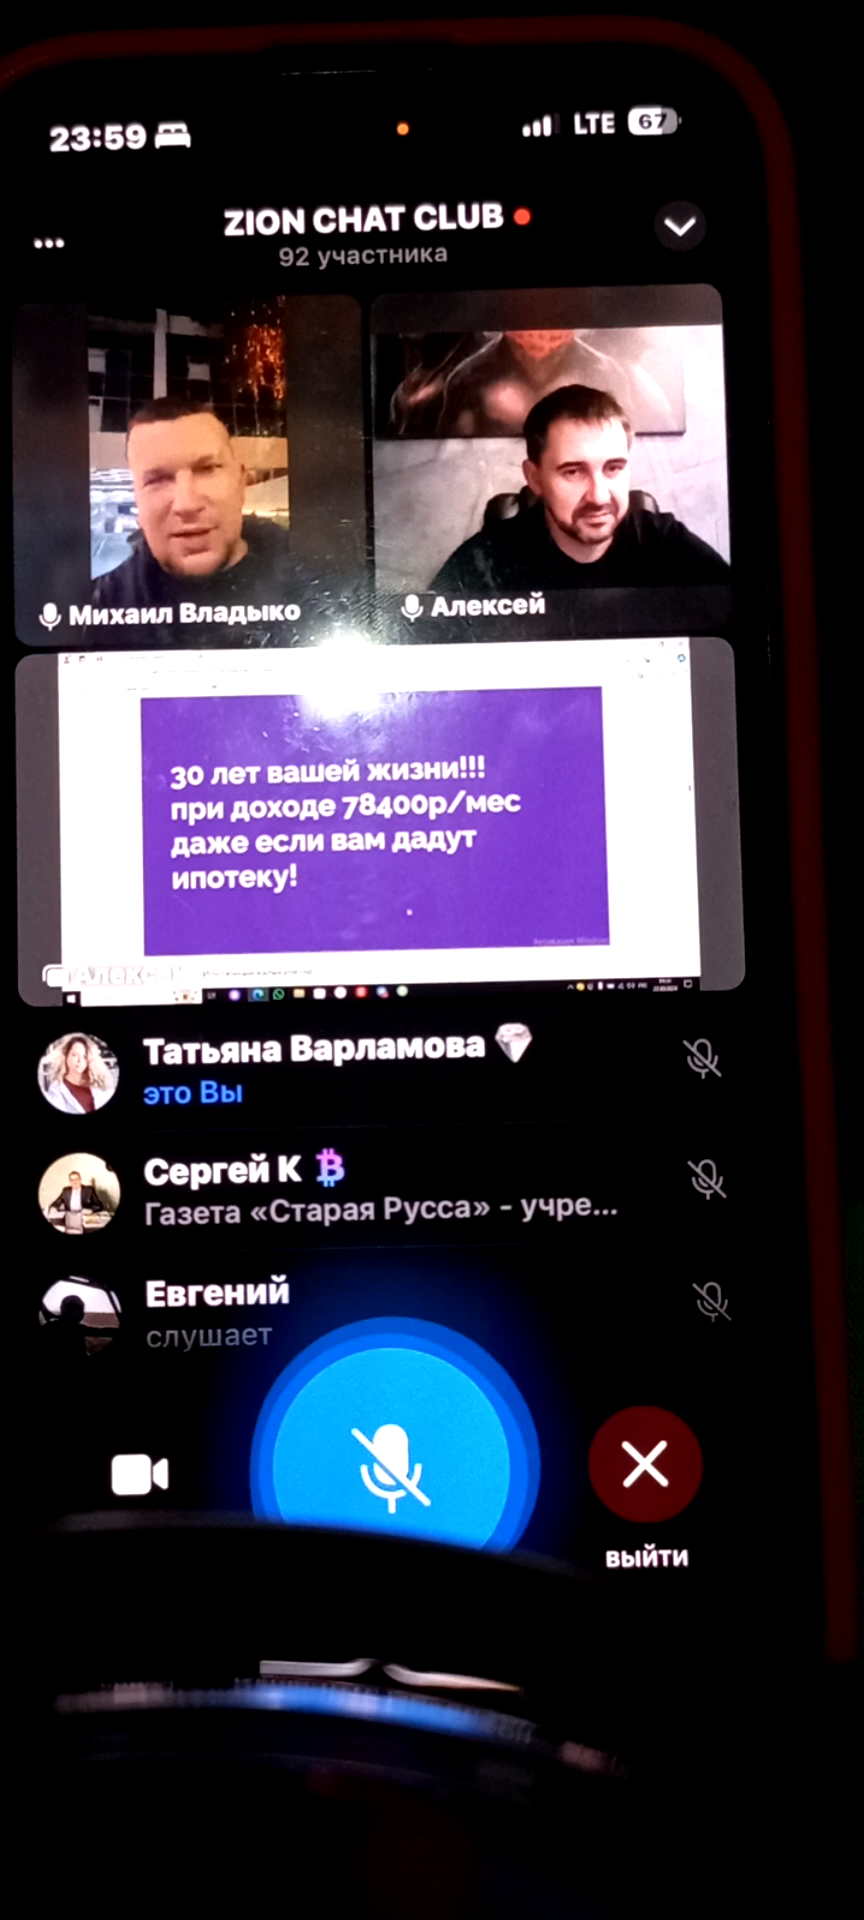 23:59
LTE 67
ZION CHAT CLUB
92 участника
Михаил Владыко
Алексей
30 лет вашей жизни!!!
при доходе 78400р/мес
даже если вам дадут
ипотеку!
Татьяна Варламова
это Вы
Сергей К
Газета «Старая Русса» - учре...
Евгений
слушает
выйти